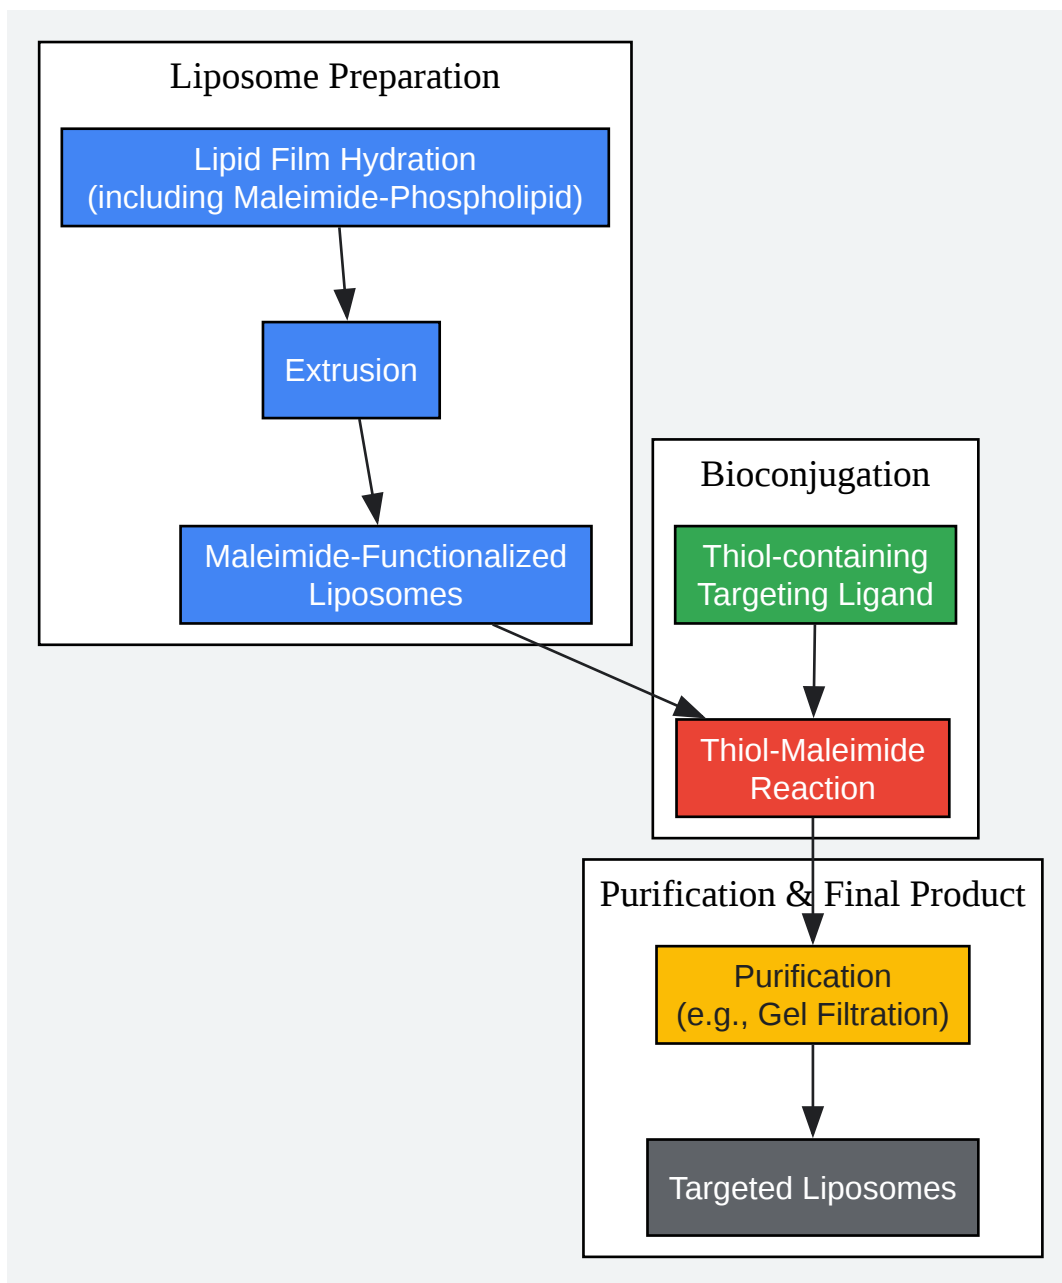 Liposome Preparation
Lipid Film Hydration
(including Maleimide-Phospholipid)
Extrusion
Maleimide-Functionalized
Liposomes
Bioconjugation
Thiol-containing
Targeting Ligand
Thiol-Maleimide
Reaction
Purification & Final Product
Purification
(e.g., Gel Filtration)
Targeted Liposomes